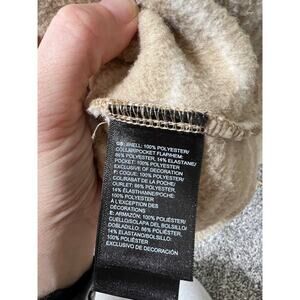 GB: SHELL: 100% POLYESTER/
COLLAR/POCKET FLAP/HEM:
86% POLYESTER, 14% ELASTANE/
POCKET: 100% POLYESTER
EXCLUSIVE OF DECORATION
F: COQUE: 100% POLYESTER/
COL/RABAT DE LA POCHE/
OURLET: 86% POLYESTER,
14% ÉLASTHANNE/POCHE:
100% POLYESTER
À L'EXCEPTION DES
DÉCORATIONS
E: ARMAZÓN: 100% POLIÉSTER/
CUELLO/SOLAPA DEL BOLSILLO/
DOBLADILLO: 86% POLIÉSTER,
14% ELASTANO/BOLSILLO:
100% POLIÉSTER
EXCLUSIVO DE DECORACIÓN